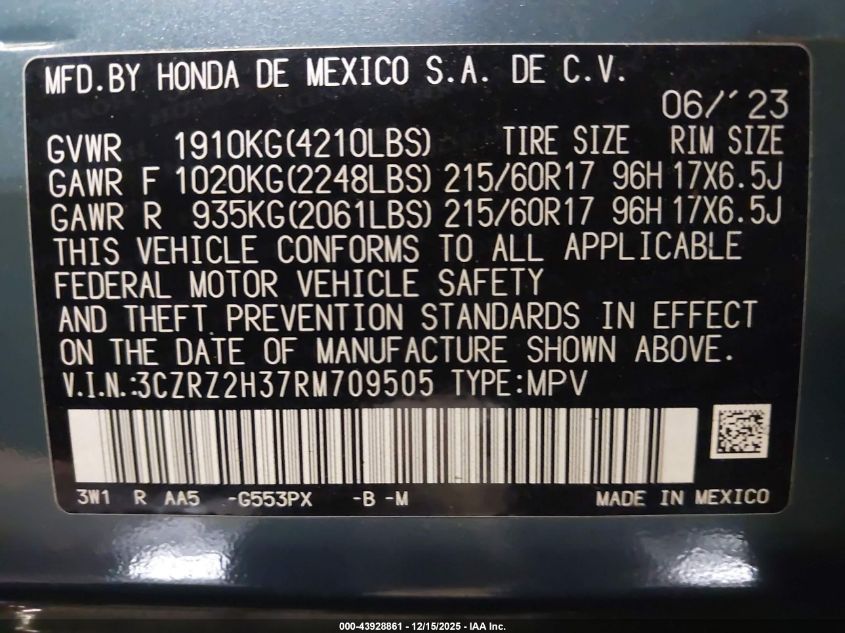 MFD.BY HONDA DE MEXICO S.A. DE C.V.
06/'23
GVWR 1910KG(4210LBS) TIRE SIZE RIM SIZE
GAWR F 1020KG(2248LBS) 215/60R17 96H 17X6.5J
GAWR R 935KG(2061LBS) 215/60R17 96H 17X6.5J
THIS VEHICLE CONFORMS TO ALL APPLICABLE
FEDERAL MOTOR VEHICLE SAFETY
AND THEFT PREVENTION STANDARDS IN EFFECT
ON THE DATE OF MANUFACTURE SHOWN ABOVE.
V.I.N.:3CZRZ2H37RM709505 TYPE:MPV
3W1 R AA5 -G553PX -B -M MADE IN MEXICO
000-43928861 - 12/15/2025 - IAA Inc.